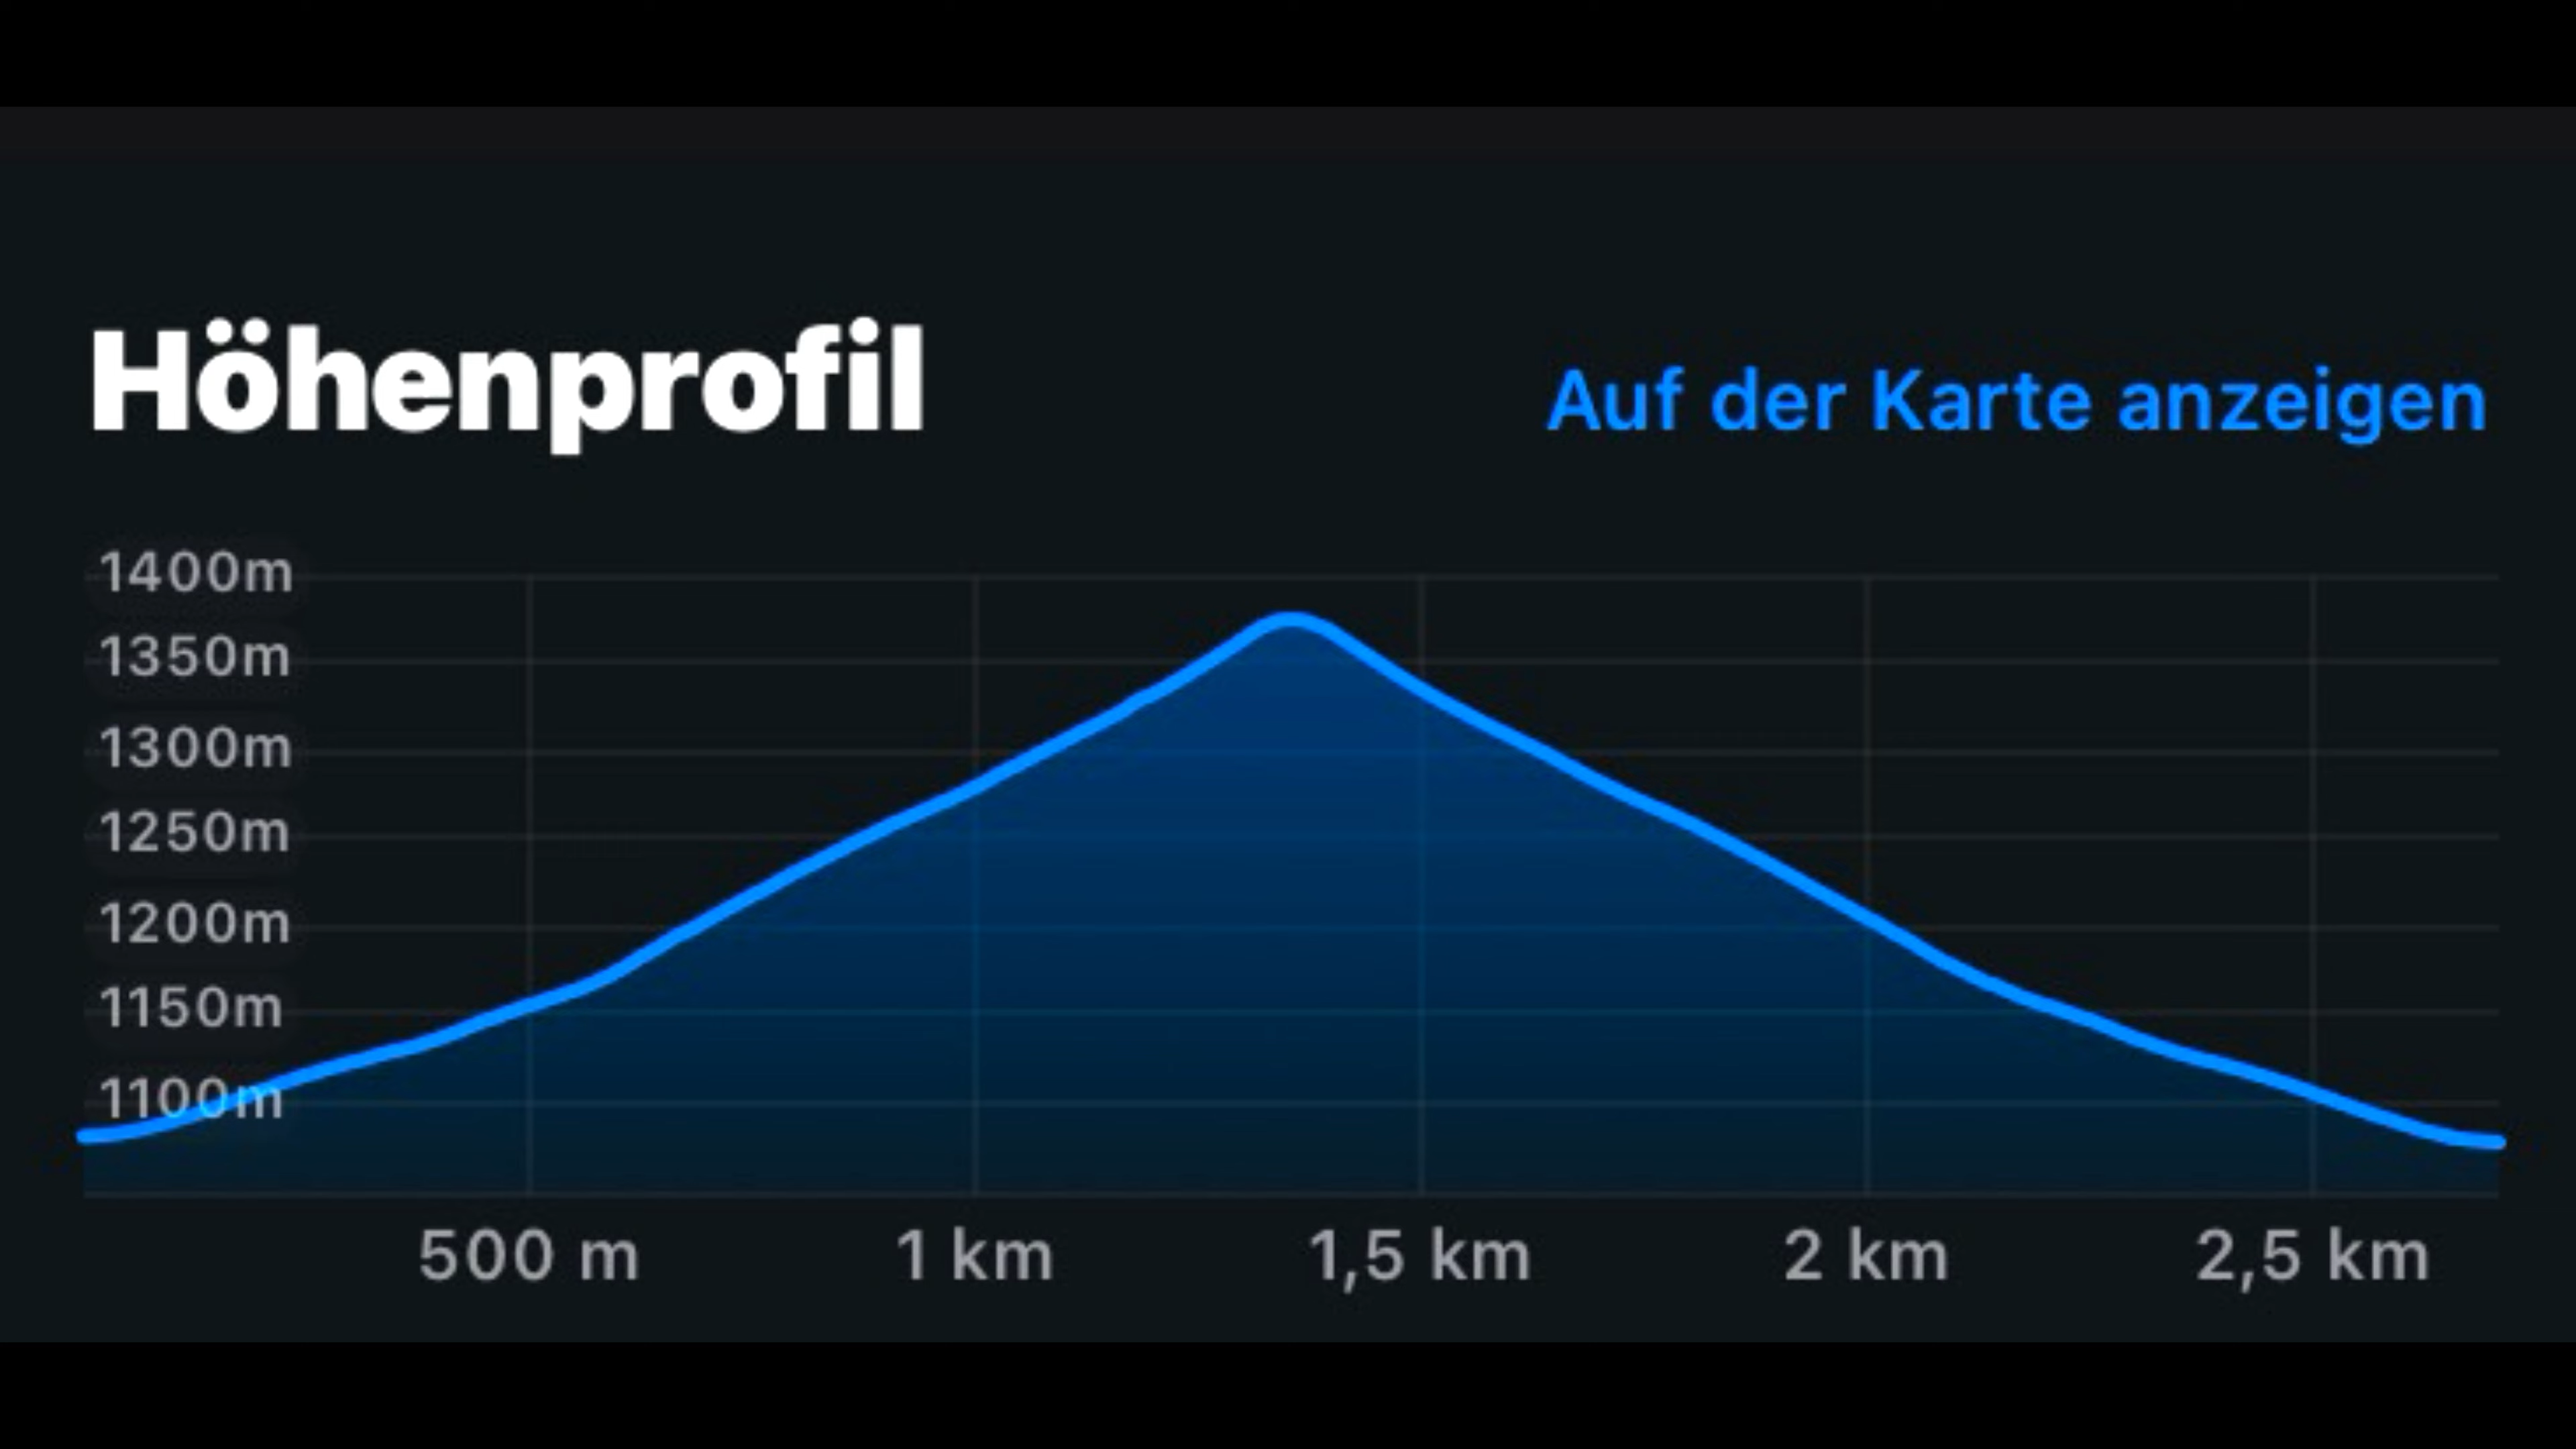 Höhenprofil
Auf der Karte anzeigen
1400m
1350m
1300m
1250m
1200m
1150m
1100m
500 m
1 km
1,5 km
2 km
2,5 km